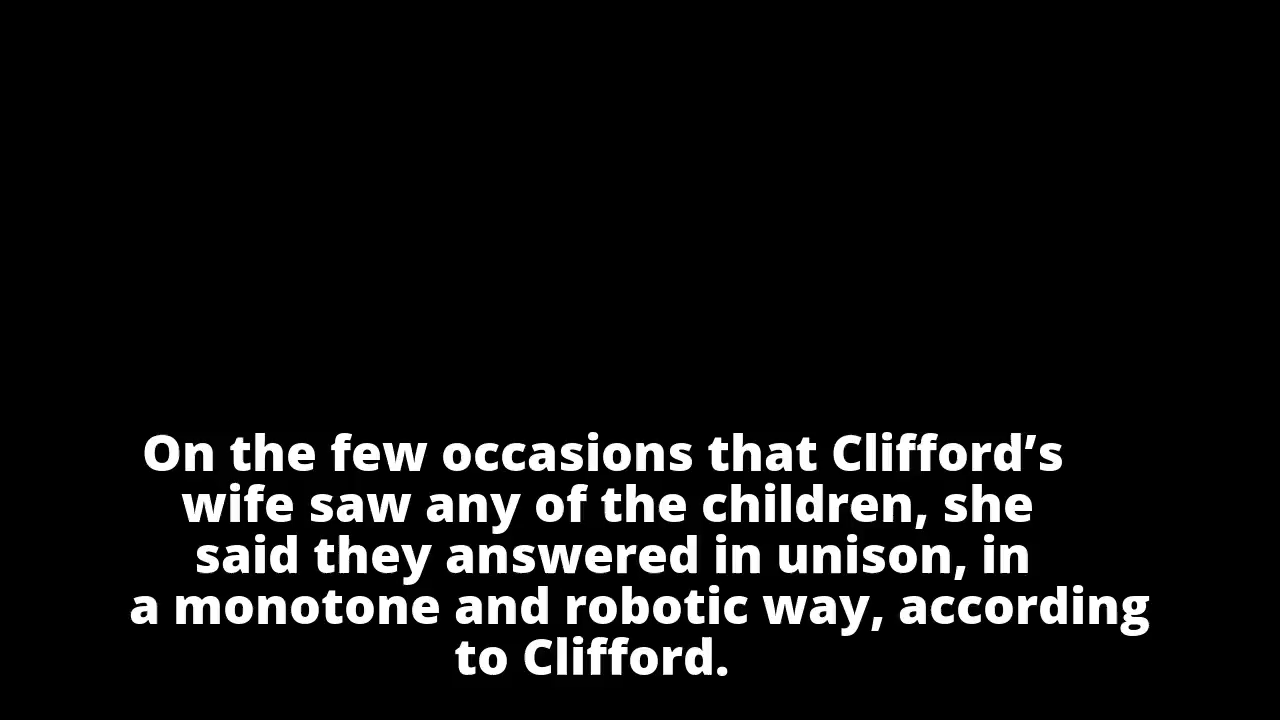 On the few occasions that Clifford’s
wife saw any of the children, she
said they answered in unison, in
a monotone and robotic way, according
to Clifford.